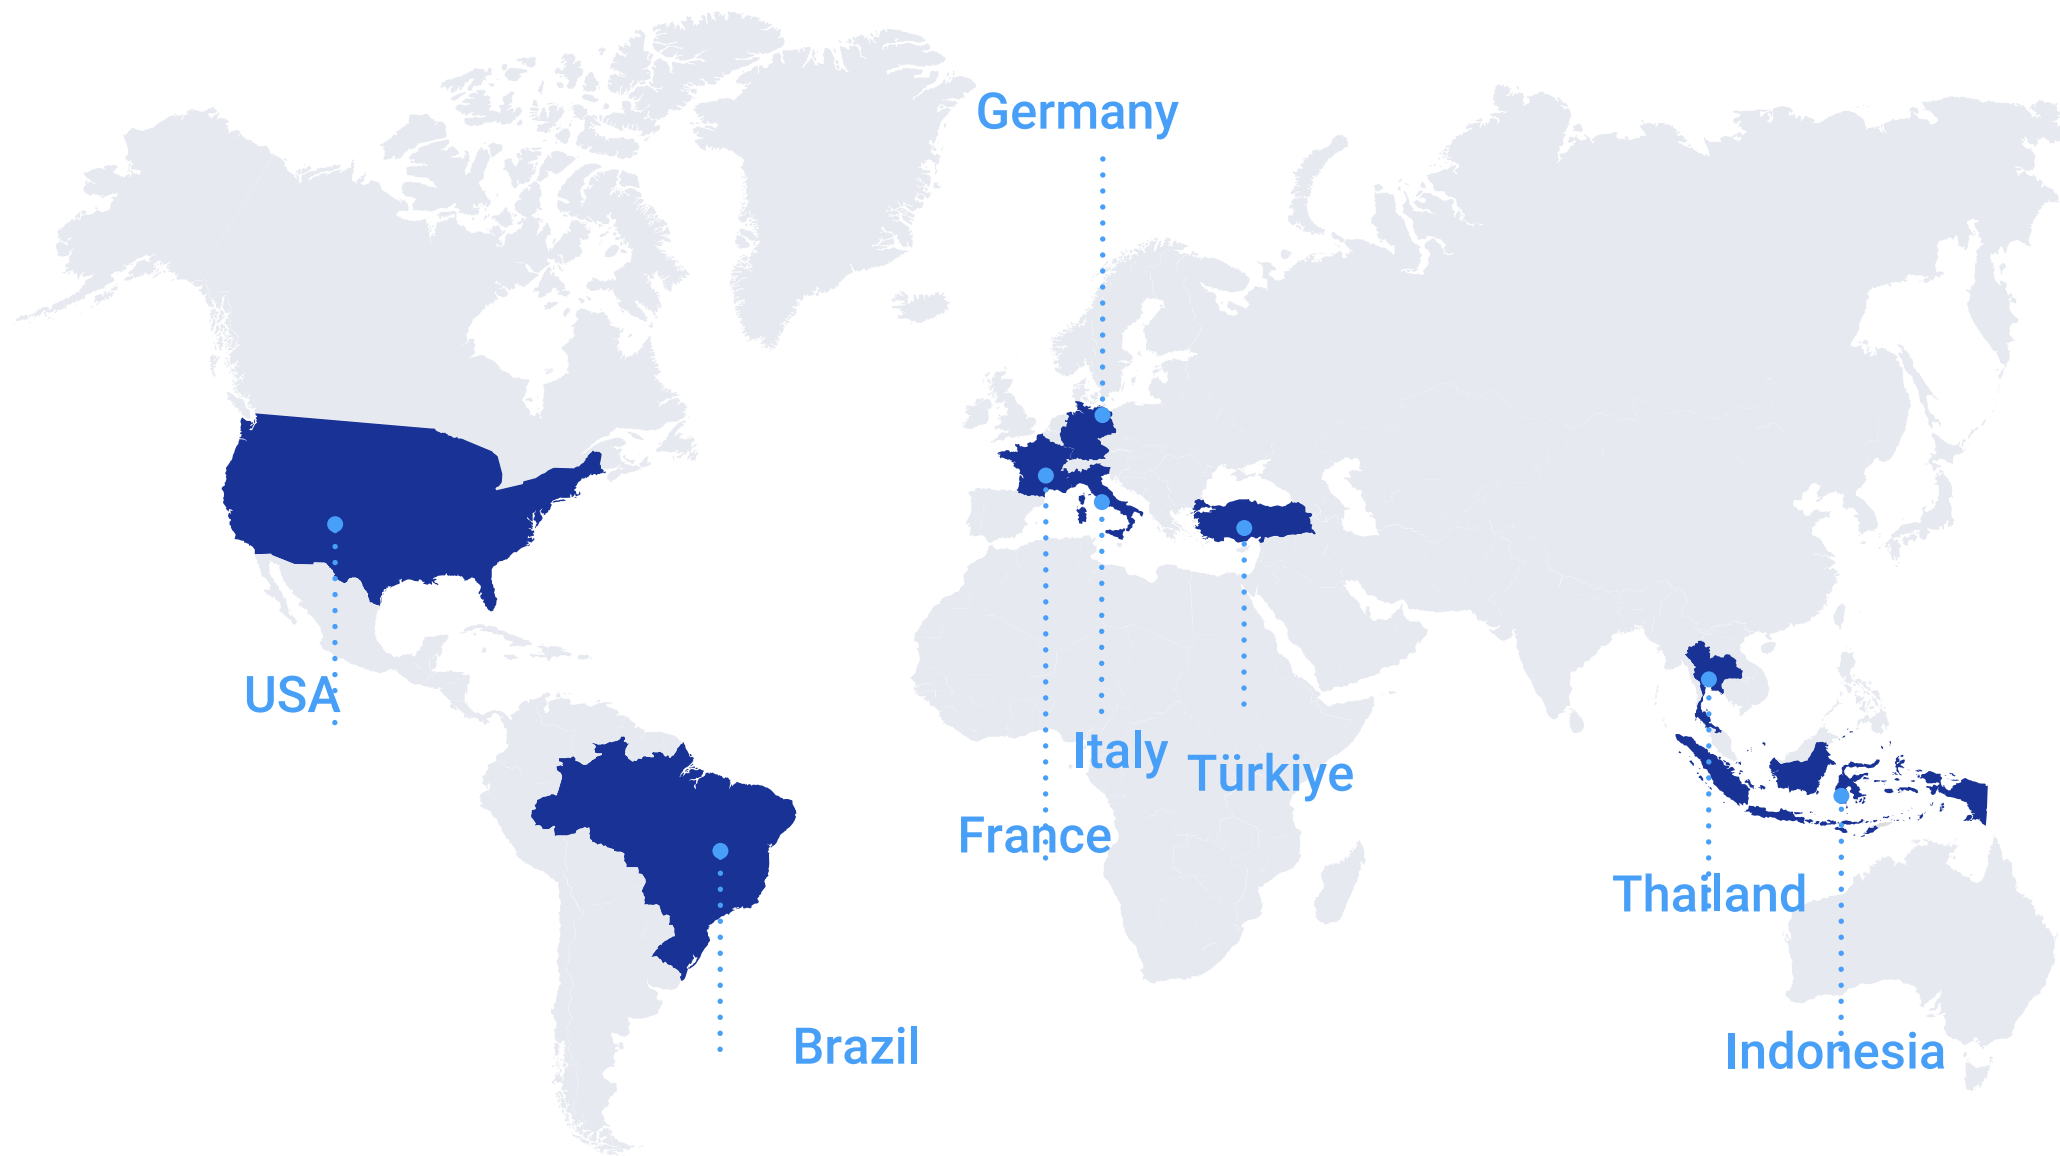 Germany
USA
Italy
Türkiye
France
Thailand
Brazil
Indonesia